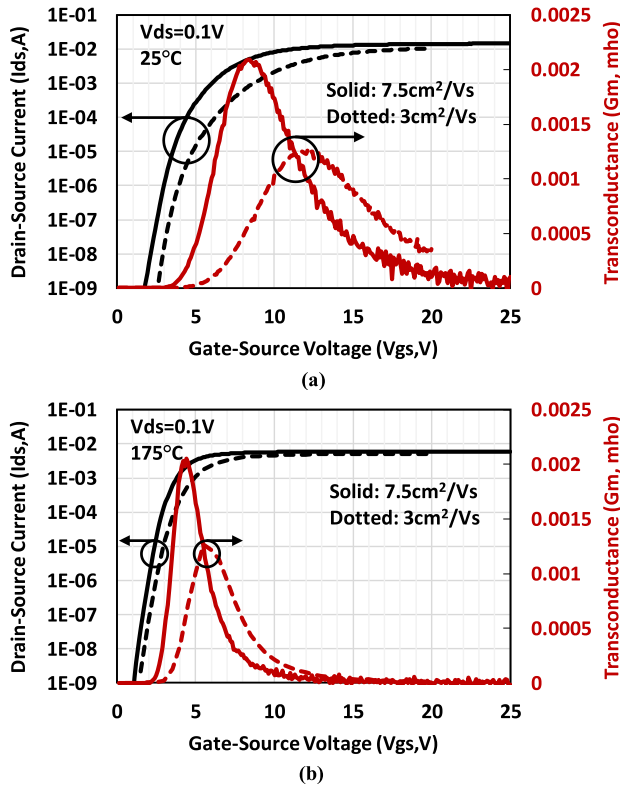 1E-01
1E-02
1E-03
1E-04
1E-05
1E-06
1E-07
1E-08
1E-09
Drain-Source Current (Ids,A)
Vds=0.1V
25°C
Solid: 7.5cm²/Vs
Dotted: 3cm²/Vs
0.0025
0.002
0.0015
0.001
0.0005
0
Transconductance (Gm, mho)
0 5 10 15 20 25
Gate-Source Voltage (Vgs,V)
(a)
1E-01
1E-02
1E-03
1E-04
1E-05
1E-06
1E-07
1E-08
1E-09
Drain-Source Current (Ids,A)
Vds=0.1V
175°C
Solid: 7.5cm²/Vs
Dotted: 3cm²/Vs
0.0025
0.002
0.0015
0.001
0.0005
0
Transconductance (Gm, mho)
0 5 10 15 20 25
Gate-Source Voltage (Vgs,V)
(b)